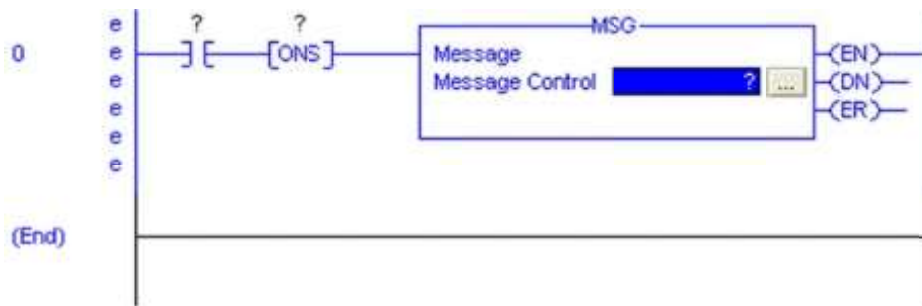 e ? ? MSG
0 e ] [ [ONS] Message (EN)
e Message Control ? ... (DN)
e (ER)
e
e
(End)